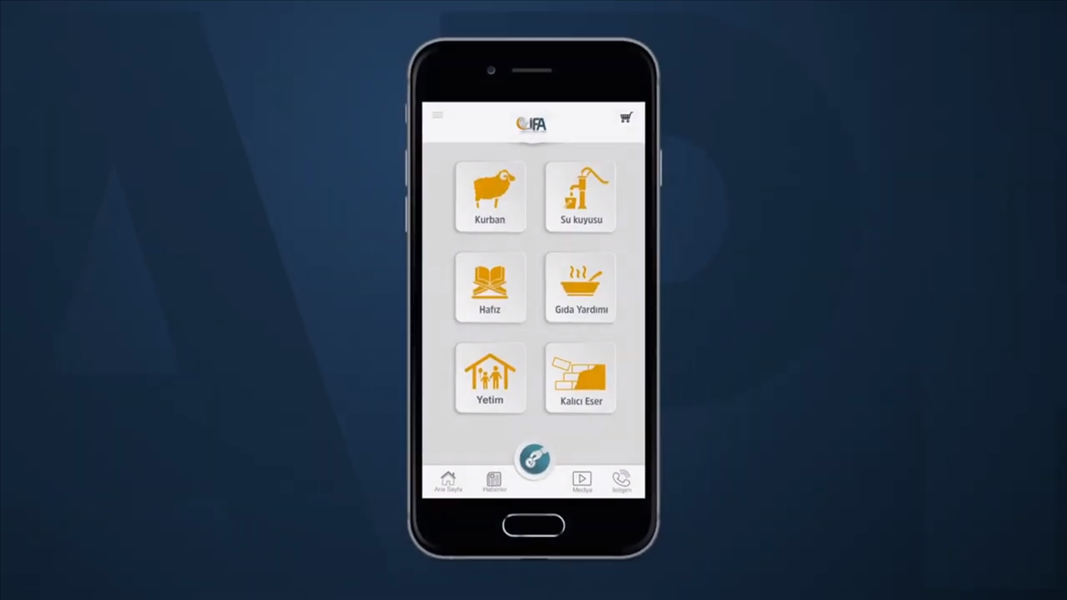 IFA
Kurban
Su kuyusu
Hafız
Gıda Yardımı
Yetim
Kalıcı Eser
Ana Sayfa
Haberler
Medya
İletişim